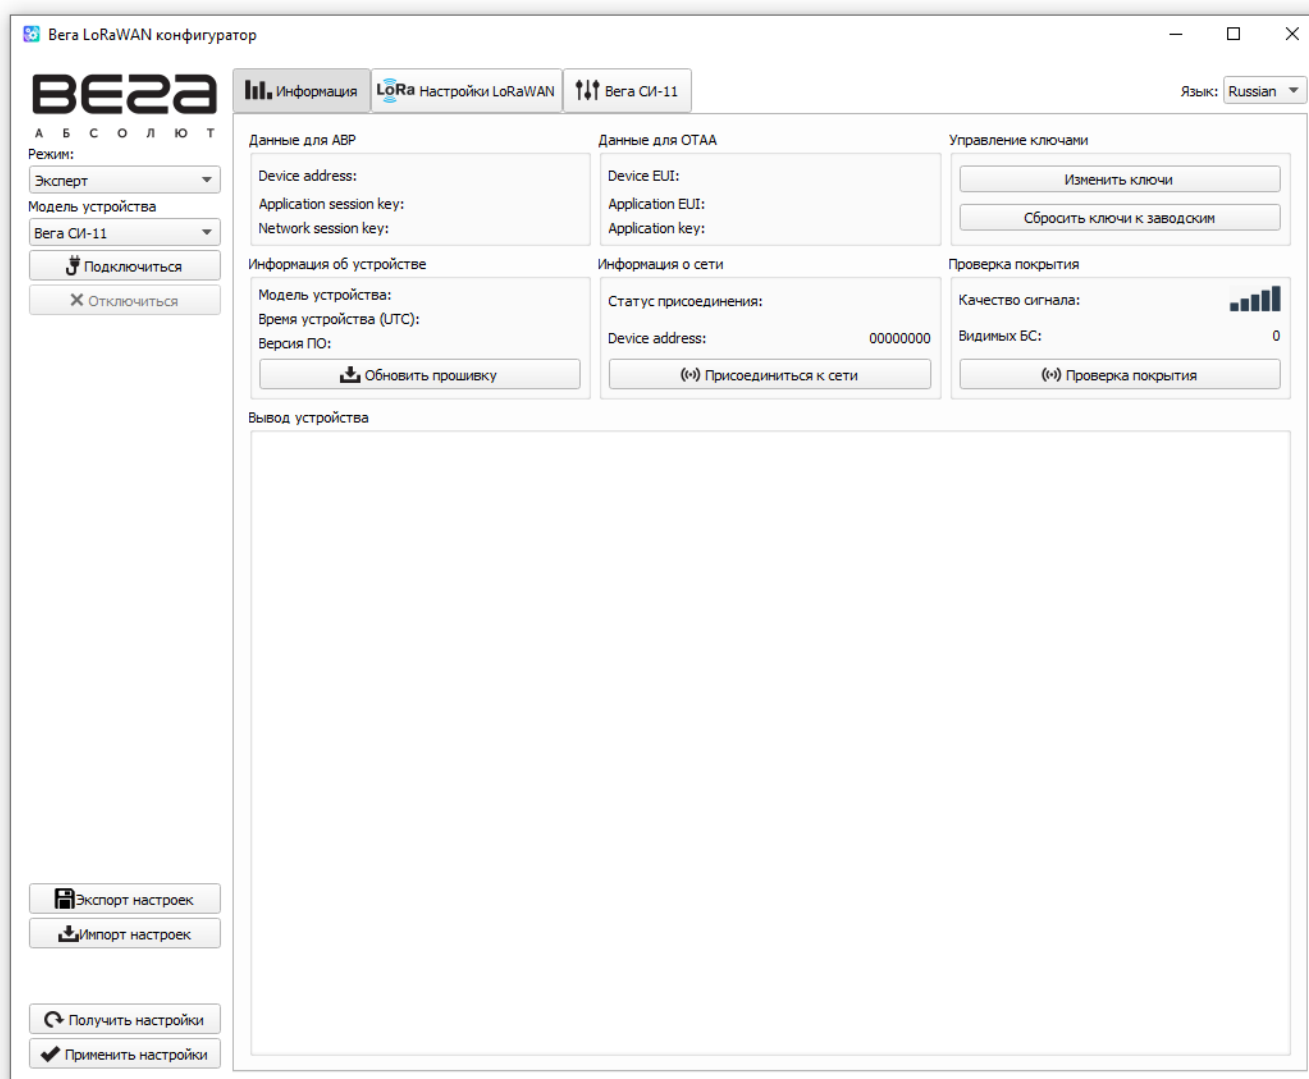 Вега LoRaWAN конфигуратор
ВЕГА
АБСОЛЮТ
Информация
LoRa Настройки LoRaWAN
Вега СИ-11
Язык: Russian
Режим:
Эксперт
Модель устройства
Вега СИ-11
Подключиться
Отключиться
Данные для ABP
Device address:
Application session key:
Network session key:
Данные для OTAA
Device EUI:
Application EUI:
Application key:
Управление ключами
Изменить ключи
Сбросить ключи к заводским
Информация об устройстве
Модель устройства:
Время устройства (UTC):
Версия ПО:
Обновить прошивку
Информация о сети
Статус присоединения:
Device address: 00000000
Присоединиться к сети
Проверка покрытия
Качество сигнала:
Видимых БС: 0
Проверка покрытия
Вывод устройства
Экспорт настроек
Импорт настроек
Получить настройки
Применить настройки